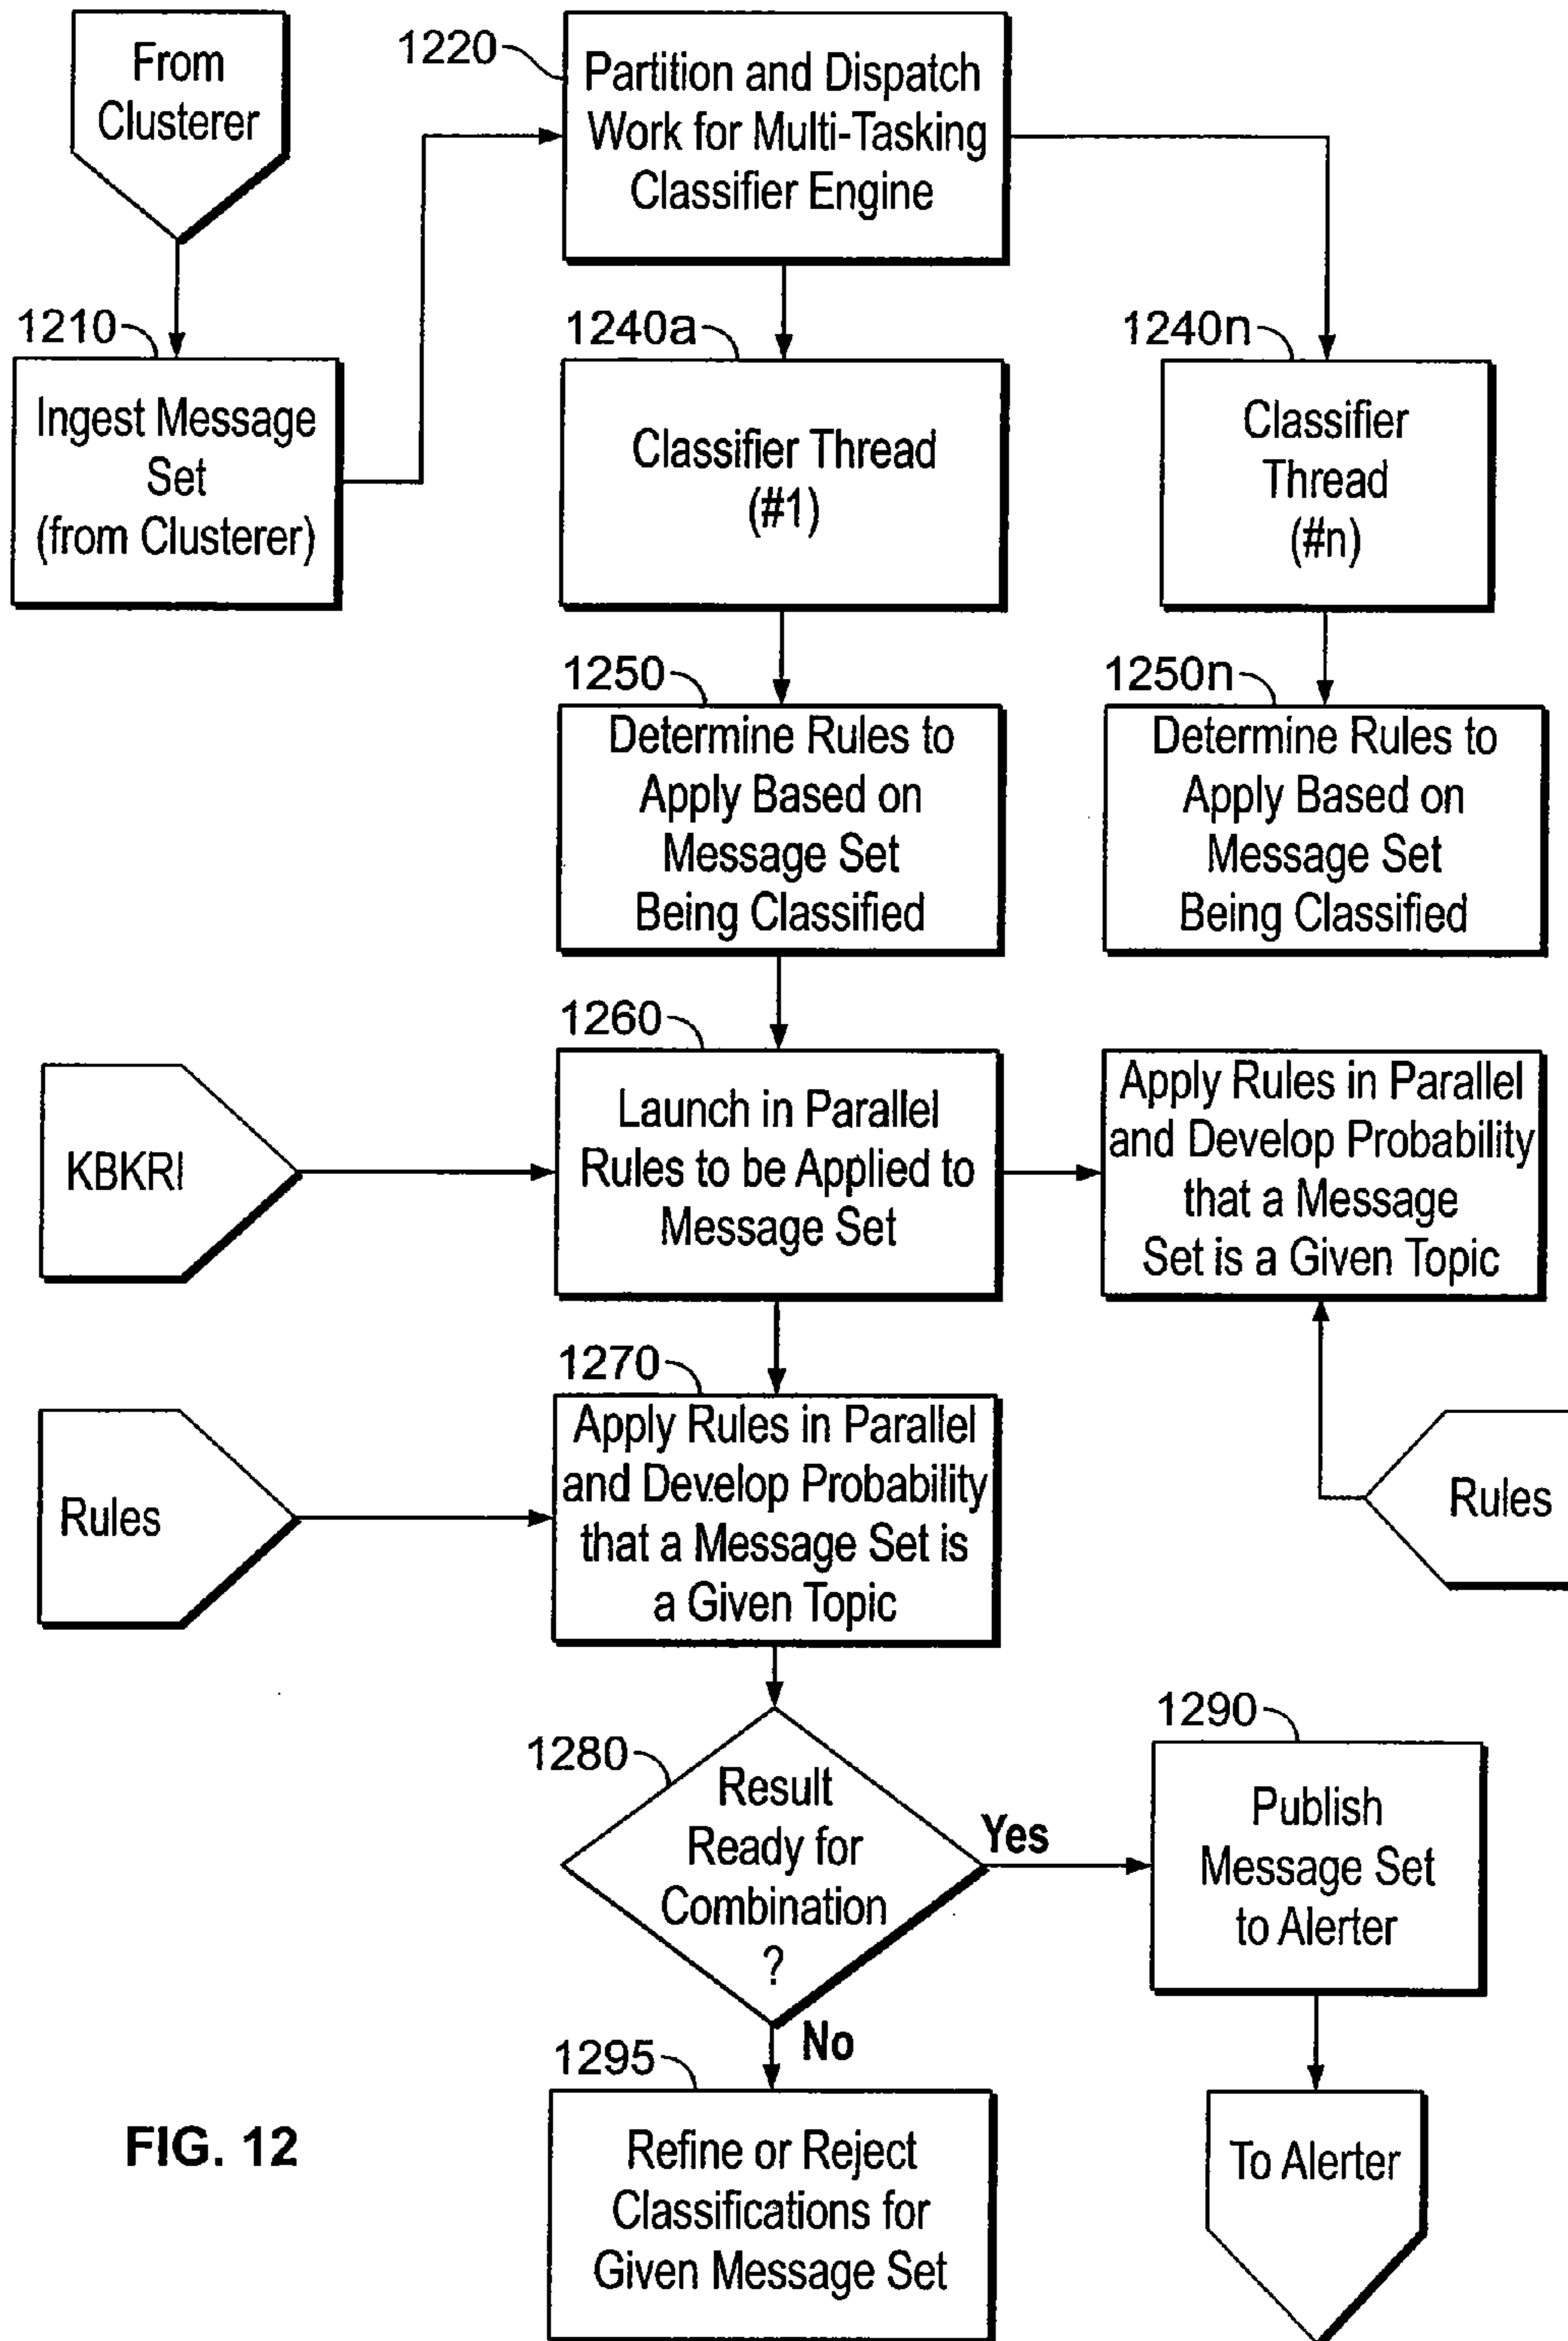 From
Clusterer
1220
Partition and Dispatch
Work for Multi-Tasking
Classifier Engine
1210
Ingest Message
Set
(from Clusterer)
1240a
Classifier Thread
(#1)
1240n
Classifier
Thread
(#n)
1250
Determine Rules to
Apply Based on
Message Set
Being Classified
1250n
Determine Rules to
Apply Based on
Message Set
Being Classified
KBKRI
1260
Launch in Parallel
Rules to be Applied to
Message Set
Apply Rules in Parallel
and Develop Probability
that a Message
Set is a Given Topic
Rules
1270
Apply Rules in Parallel
and Develop Probability
that a Message Set is
a Given Topic
Rules
1280
Result
Ready for
Combination
?
Yes
1290
Publish
Message Set
to Alerter
No
1295
Refine or Reject
Classifications for
Given Message Set
To Alerter
FIG. 12